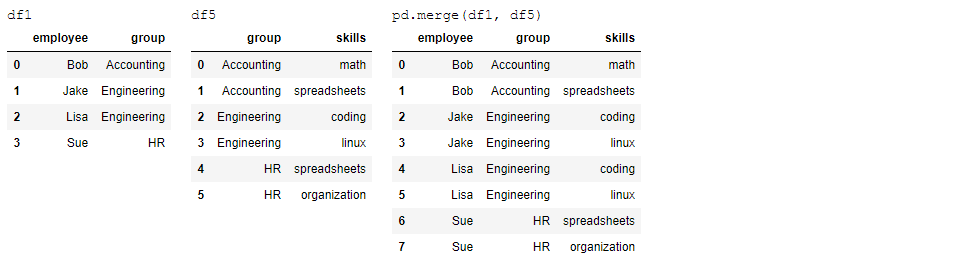 df1 df5 pd.merge(df1, df5)
employee group group skills employee group skills
0 Bob Accounting 0 Accounting math 0 Bob Accounting math
1 Jake Engineering 1 Accounting spreadsheets 1 Bob Accounting spreadsheets
2 Lisa Engineering 2 Engineering coding 2 Jake Engineering coding
3 Sue HR 3 Engineering linux 3 Jake Engineering linux
4 HR spreadsheets 4 Lisa Engineering coding
5 HR organization 5 Lisa Engineering linux
6 Sue HR spreadsheets
7 Sue HR organization